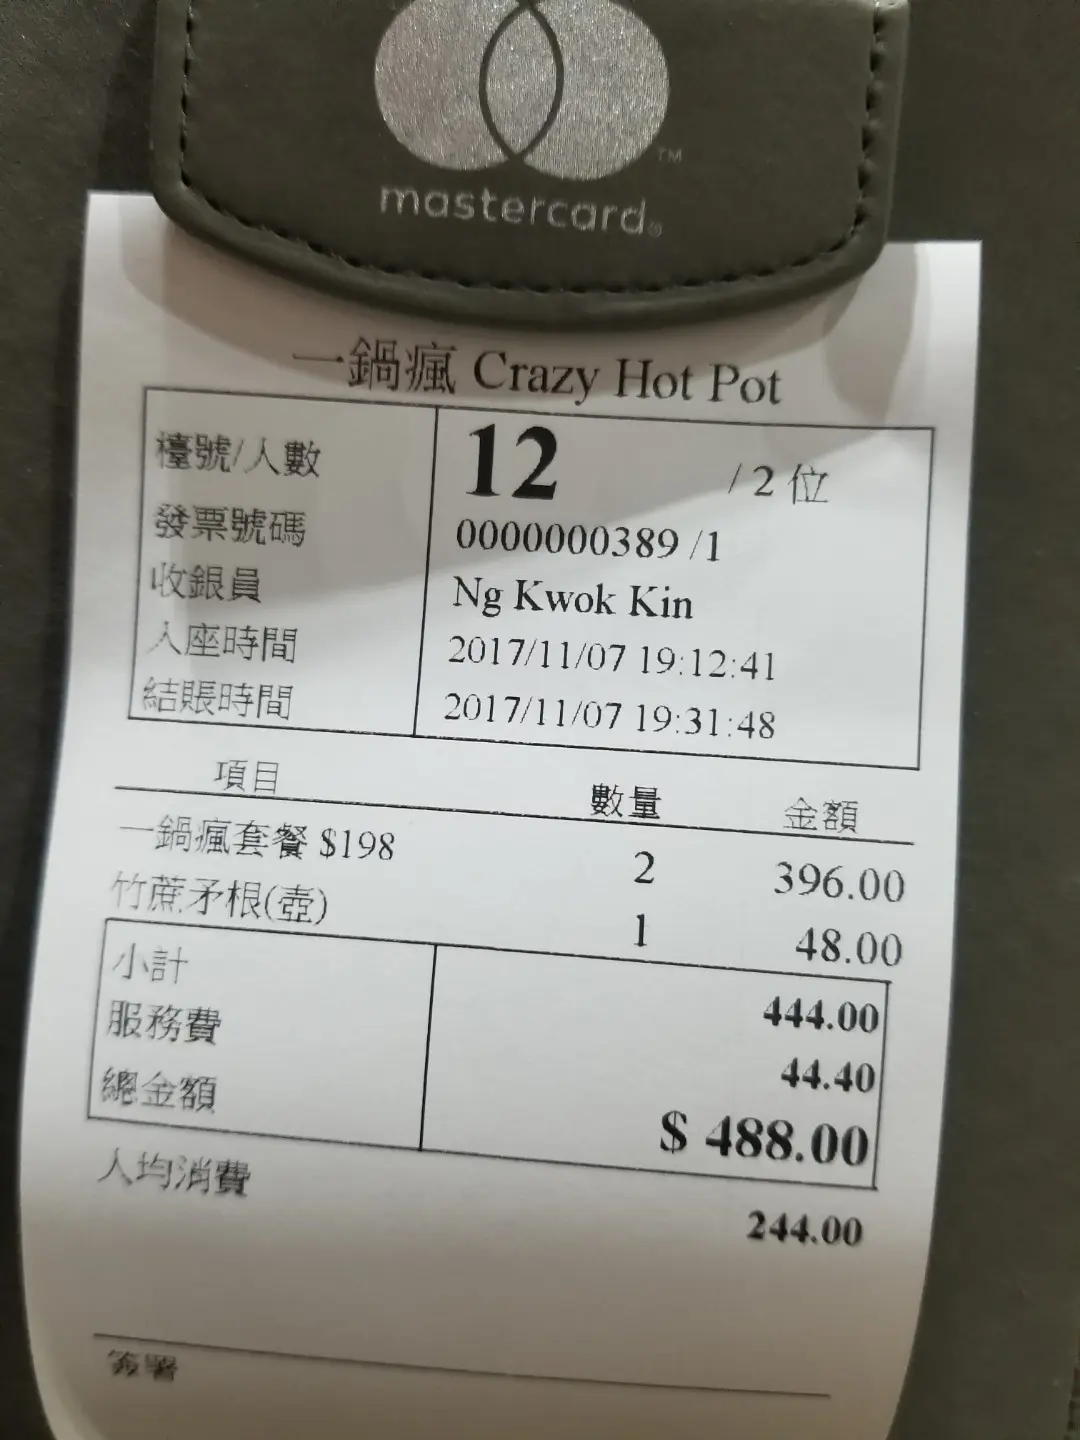 mastercard
一鍋瘋 Crazy Hot Pot
檯號/人數 12 / 2 位
發票號碼 0000000389 /1
收銀員 Ng Kwok Kin
入座時間 2017/11/07 19:12:41
結賬時間 2017/11/07 19:31:48
項目 數量 金額
一鍋瘋套餐 $198 2 396.00
竹蔗矛根(壺) 1 48.00
小計 444.00
服務費 44.40
總金額 $ 488.00
人均消費 244.00
簽署